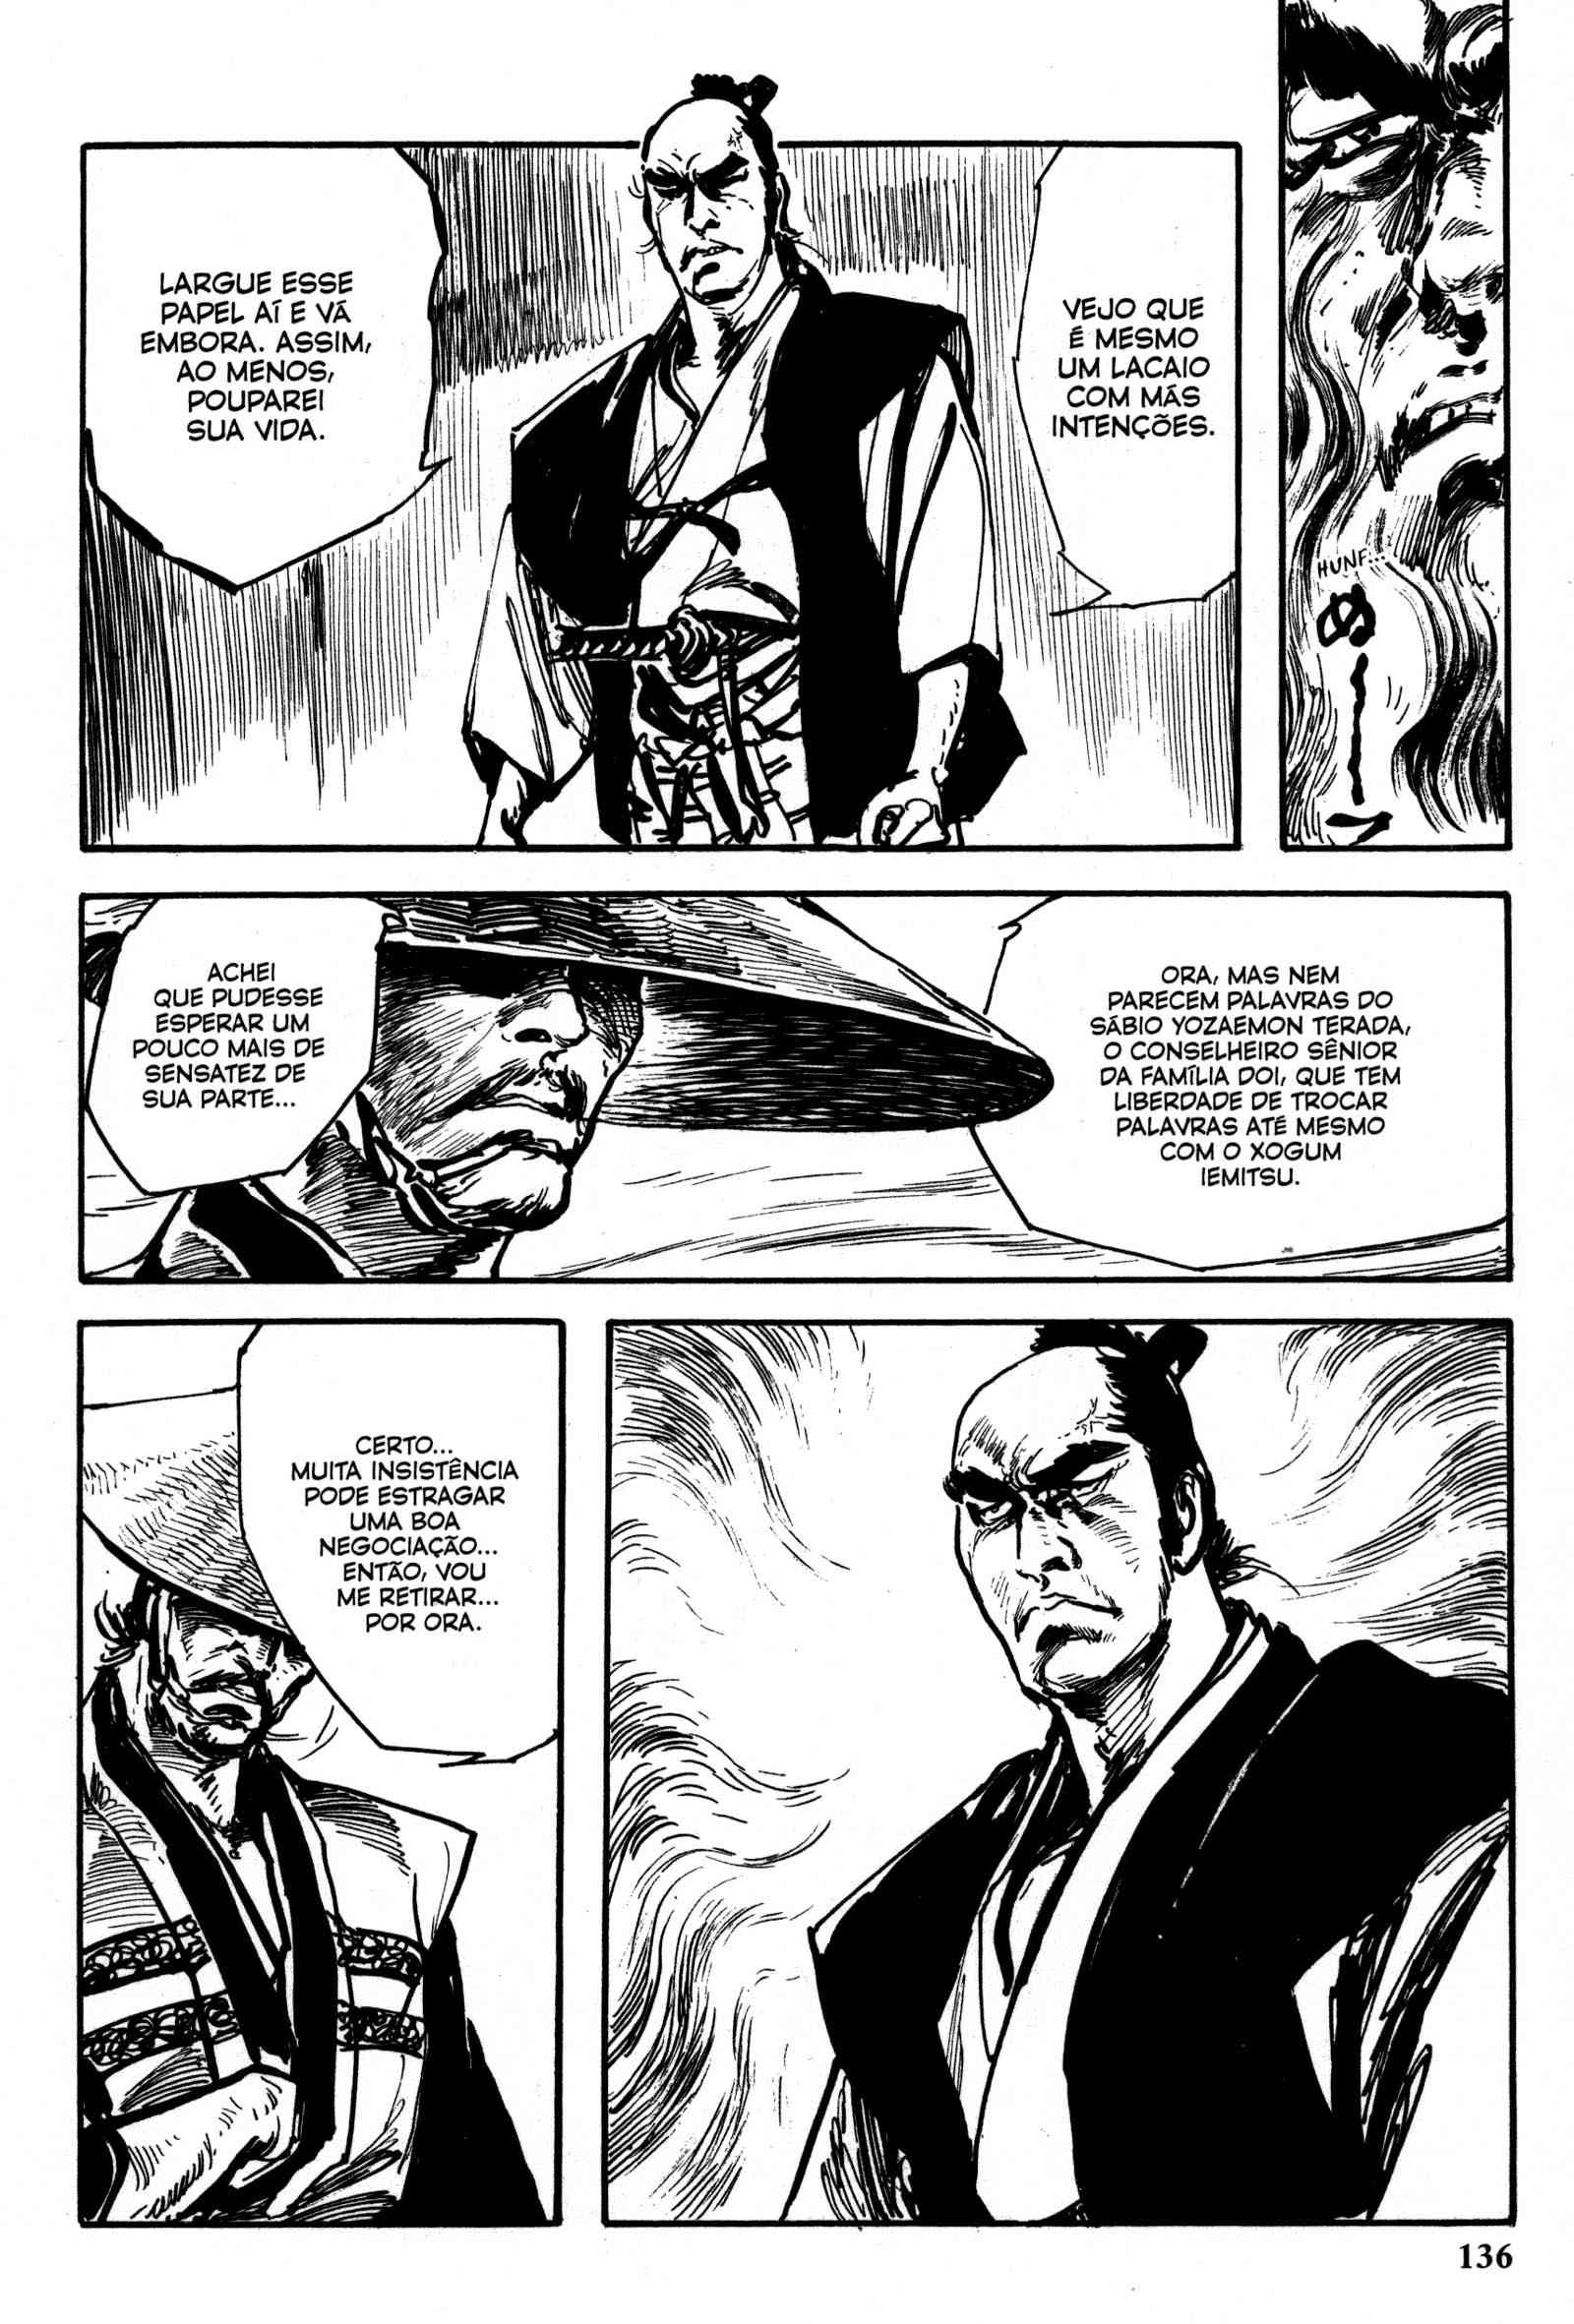 HUNF...
ぬーーっ
VEJO QUE
É MESMO
UM LACAIO
COM MÁS
INTENÇÕES.
LARGUE ESSE
PAPEL AÍ E VÁ
EMBORA. ASSIM,
AO MENOS,
POUPAREI
SUA VIDA.
ORA, MAS NEM
PARECEM PALAVRAS DO
SÁBIO YOZAEMON TERADA,
O CONSELHEIRO SÊNIOR
DA FAMÍLIA DOI, QUE TEM
LIBERDADE DE TROCAR
PALAVRAS ATÉ MESMO
COM O XOGUM
IEMITSU.
ACHEI
QUE PUDESSE
ESPERAR UM
POUCO MAIS DE
SENSATEZ DE
SUA PARTE...
CERTO...
MUITA INSISTÊNCIA
PODE ESTRAGAR
UMA BOA
NEGOCIAÇÃO...
ENTÃO, VOU
ME RETIRAR...
POR ORA.
136